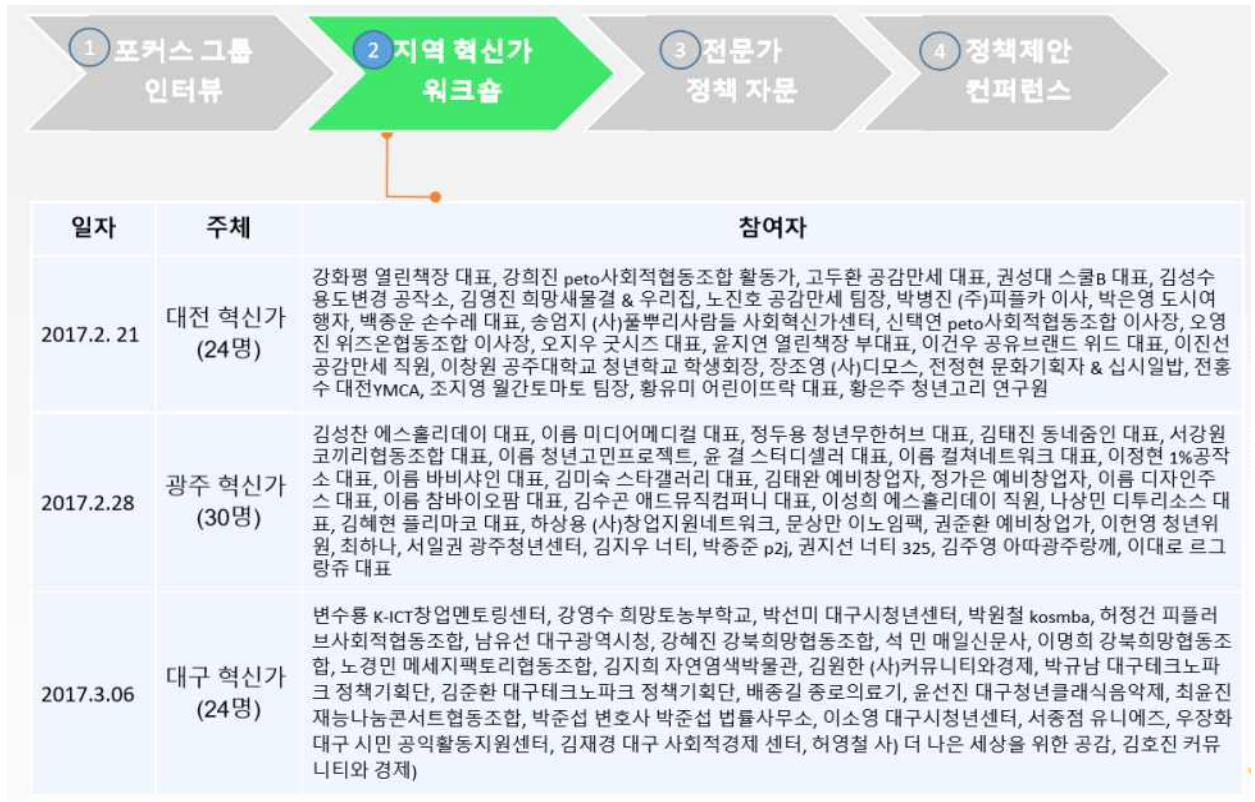 1 포커스 그룹
인터뷰
2 지역 혁신가
워크숍
3 전문가
정책 자문
4 정책제안
컨퍼런스
일자 주체 참여자
2017.2. 21
대전 혁신가
(24명)
강화평 열린책장 대표, 강희진 peto사회적협동조합 활동가, 고두환 공감만세 대표, 권성대 스쿨B 대표, 김성수
용도변경 공작소, 김영진 희망새물결 & 우리집, 노진호 공감만세 팀장, 박병진 (주)피플카 이사, 박은영 도시여
행자, 백종운 손수레 대표, 송엄지 (사)풀뿌리사람들 사회혁신가센터, 신택연 peto사회적협동조합 이사장, 오영
진 위즈온협동조합 이사장, 오지우 굿시즈 대표, 윤지연 열린책장 부대표, 이건우 공유브랜드 위드 대표, 이진선
공감만세 직원, 이창원 공주대학교 청년학교 학생회장, 장조영 (사)디모스, 전정현 문화기획자 & 십시일밥, 전홍
수 대전YMCA, 조지영 월간토마토 팀장, 황유미 어린이뜨락 대표, 황은주 청년고리 연구원
2017.2.28
광주 혁신가
(30명)
김성찬 에스홀리데이 대표, 이름 미디어메디컬 대표, 정두용 청년무한허브 대표, 김태진 동네줌인 대표, 서강원
코끼리협동조합 대표, 이름 청년고민프로젝트, 윤 결 스터디셀러 대표, 이름 컬쳐네트워크 대표, 이정현 1%공작
소 대표, 이름 바비샤인 대표, 김미숙 스타갤러리 대표, 김태완 예비창업자, 정가은 예비창업자, 이름 디자인주
스 대표, 이름 참바이오팜 대표, 김수곤 애드뮤직컴퍼니 대표, 이성희 에스홀리데이 직원, 나상민 디투리소스 대
표, 김혜현 플리마코 대표, 하상용 (사)창업지원네트워크, 문상만 이노임팩, 권준환 예비창업가, 이헌영 청년위
원, 최하나, 서일권 광주청년센터, 김지우 너티, 박종준 p2j, 권지선 너티 325, 김주영 아따광주랑께, 이대로 르그
랑쥬 대표
2017.3.06
대구 혁신가
(24명)
변수룡 K-ICT창업멘토링센터, 강영수 희망토농부학교, 박선미 대구시청년센터, 박원철 kosmba, 허정건 피플러
브사회적협동조합, 남유선 대구광역시청, 강혜진 강북희망협동조합, 석 민 매일신문사, 이명희 강북희망협동조
합, 노경민 메세지팩토리협동조합, 김지희 자연염색박물관, 김원한 (사)커뮤니티와경제, 박규남 대구테크노파
크 정책기획단, 김준환 대구테크노파크 정책기획단, 배종길 종로의료기, 윤선진 대구청년클래식음악제, 최윤진
재능나눔콘서트협동조합, 박준섭 변호사 박준섭 법률사무소, 이소영 대구시청년센터, 서종점 유니에즈, 우장화
대구 시민 공익활동지원센터, 김재경 대구 사회적경제 센터, 허영철 사) 더 나은 세상을 위한 공감, 김호진 커뮤
니티와 경제)